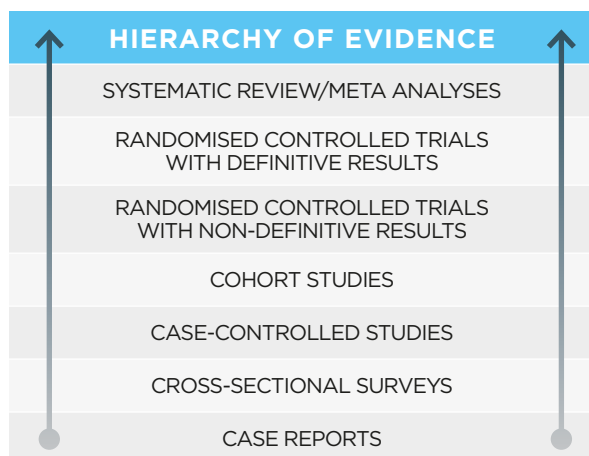 HIERARCHY OF EVIDENCE
SYSTEMATIC REVIEW/META ANALYSES
RANDOMISED CONTROLLED TRIALS
WITH DEFINITIVE RESULTS
RANDOMISED CONTROLLED TRIALS
WITH NON-DEFINITIVE RESULTS
COHORT STUDIES
CASE-CONTROLLED STUDIES
CROSS-SECTIONAL SURVEYS
CASE REPORTS